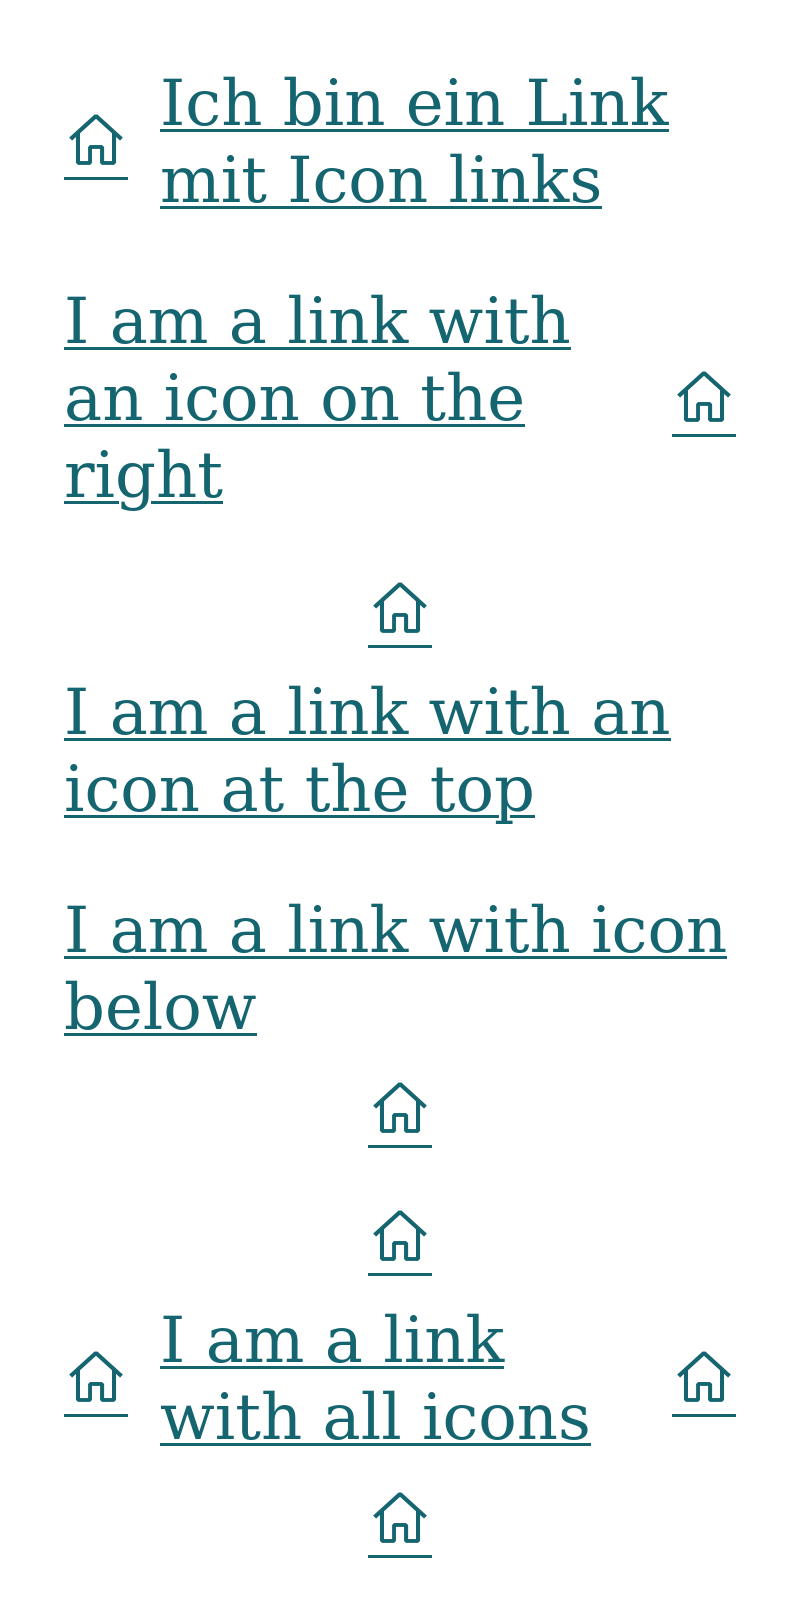 Ich bin ein Link
mit Icon links
I am a link with
an icon on the
right
I am a link with an
icon at the top
I am a link with icon
below
I am a link
with all icons